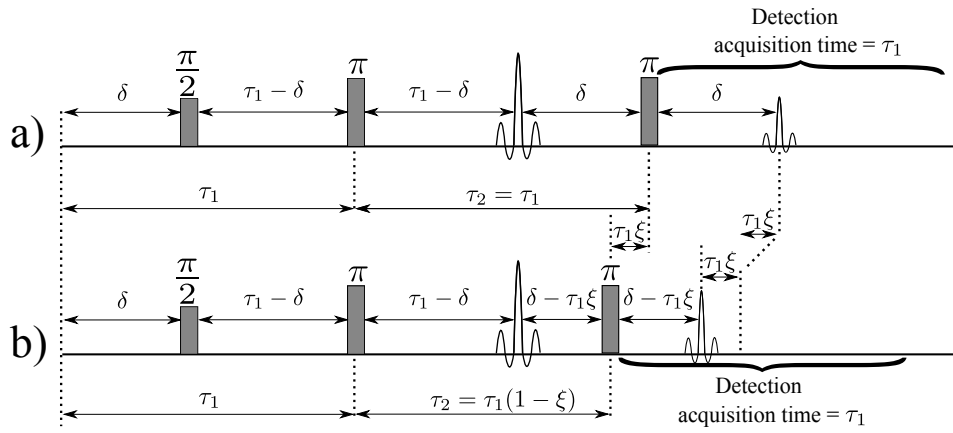 Detection
acquisition time = τ₁
a)
δ
π/2
τ₁ − δ
π
τ₁ − δ
δ
π
δ
τ₁
τ₂ = τ₁
τ₁ξ
τ₁ξ
b)
δ
π/2
τ₁ − δ
π
τ₁ − δ
δ − τ₁ξ
π
δ − τ₁ξ
τ₁ξ
τ₁
τ₂ = τ₁(1 − ξ)
Detection
acquisition time = τ₁